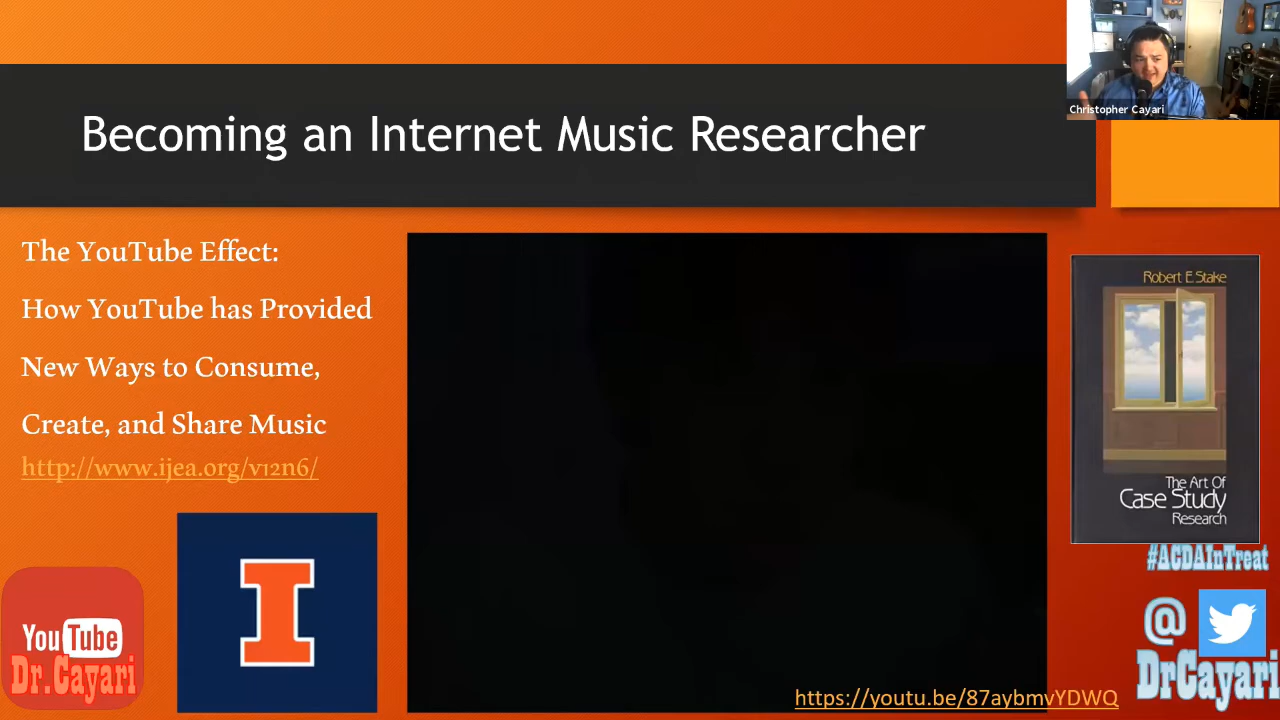 Christopher Cayari
Becoming an Internet Music Researcher
The YouTube Effect:
How YouTube has Provided
New Ways to Consume,
Create, and Share Music
http://www.ijea.org/v12n6/
Robert E. Stake
The Art Of
Case Study
Research
#ACDAInTreat
@
DrCayari
I
YouTube
Dr.Cayari
https://youtu.be/87aybmvYDWQ